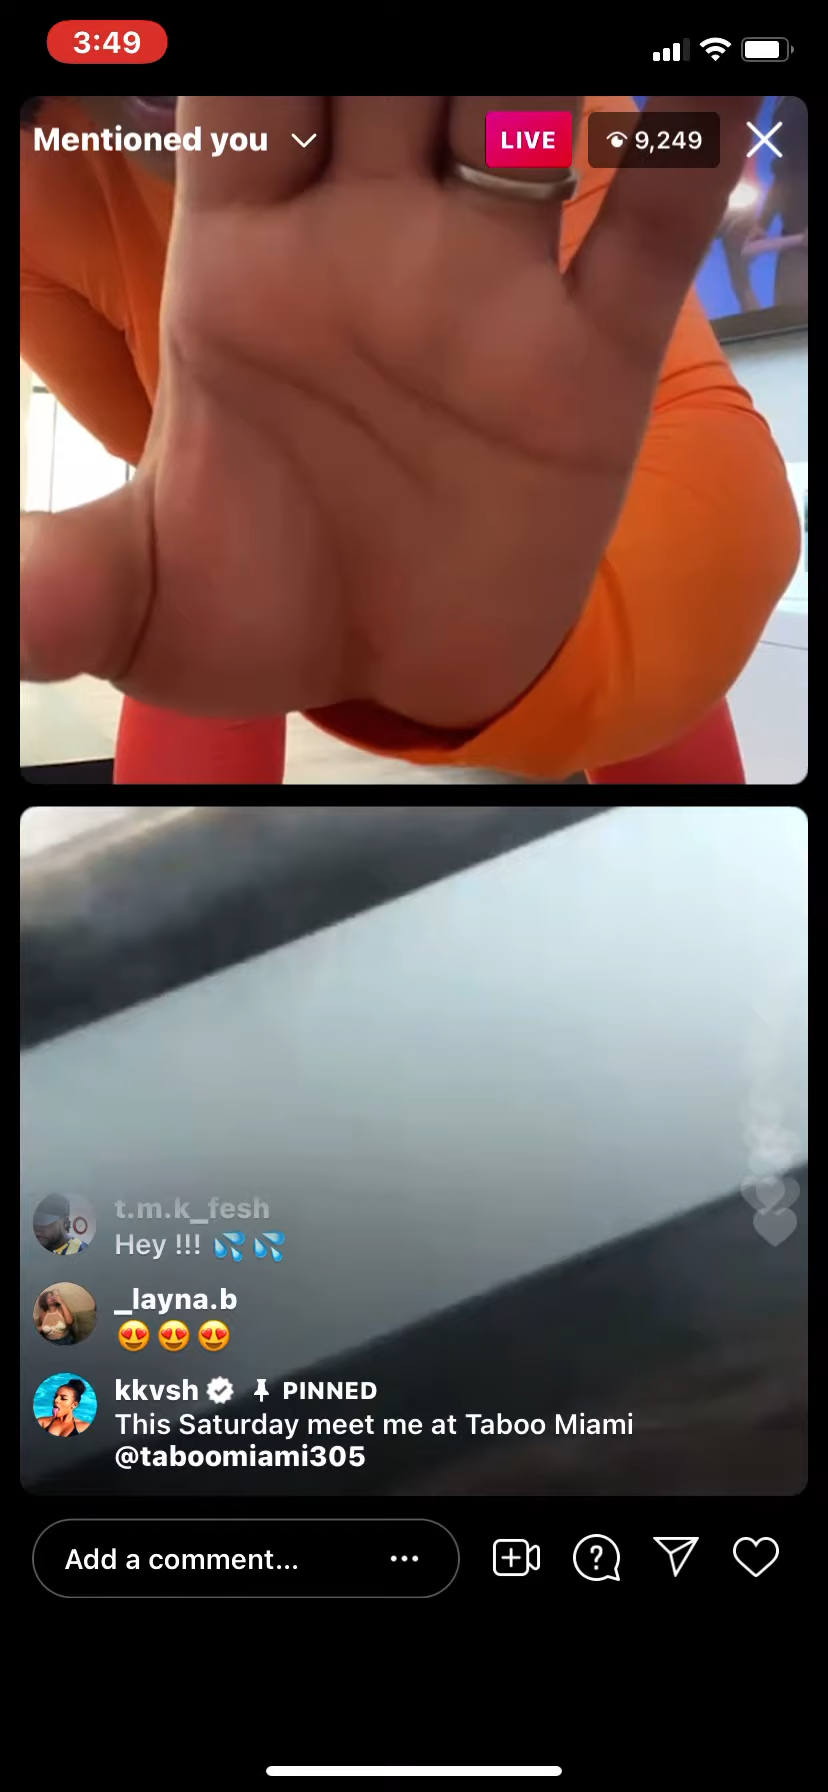 3:49
Mentioned you
LIVE
9,249
t.m.k_fesh
Hey !!! 💦💦
_layna.b
😍😍😍
kkvsh PINNED
This Saturday meet me at Taboo Miami
@taboomiami305
Add a comment...